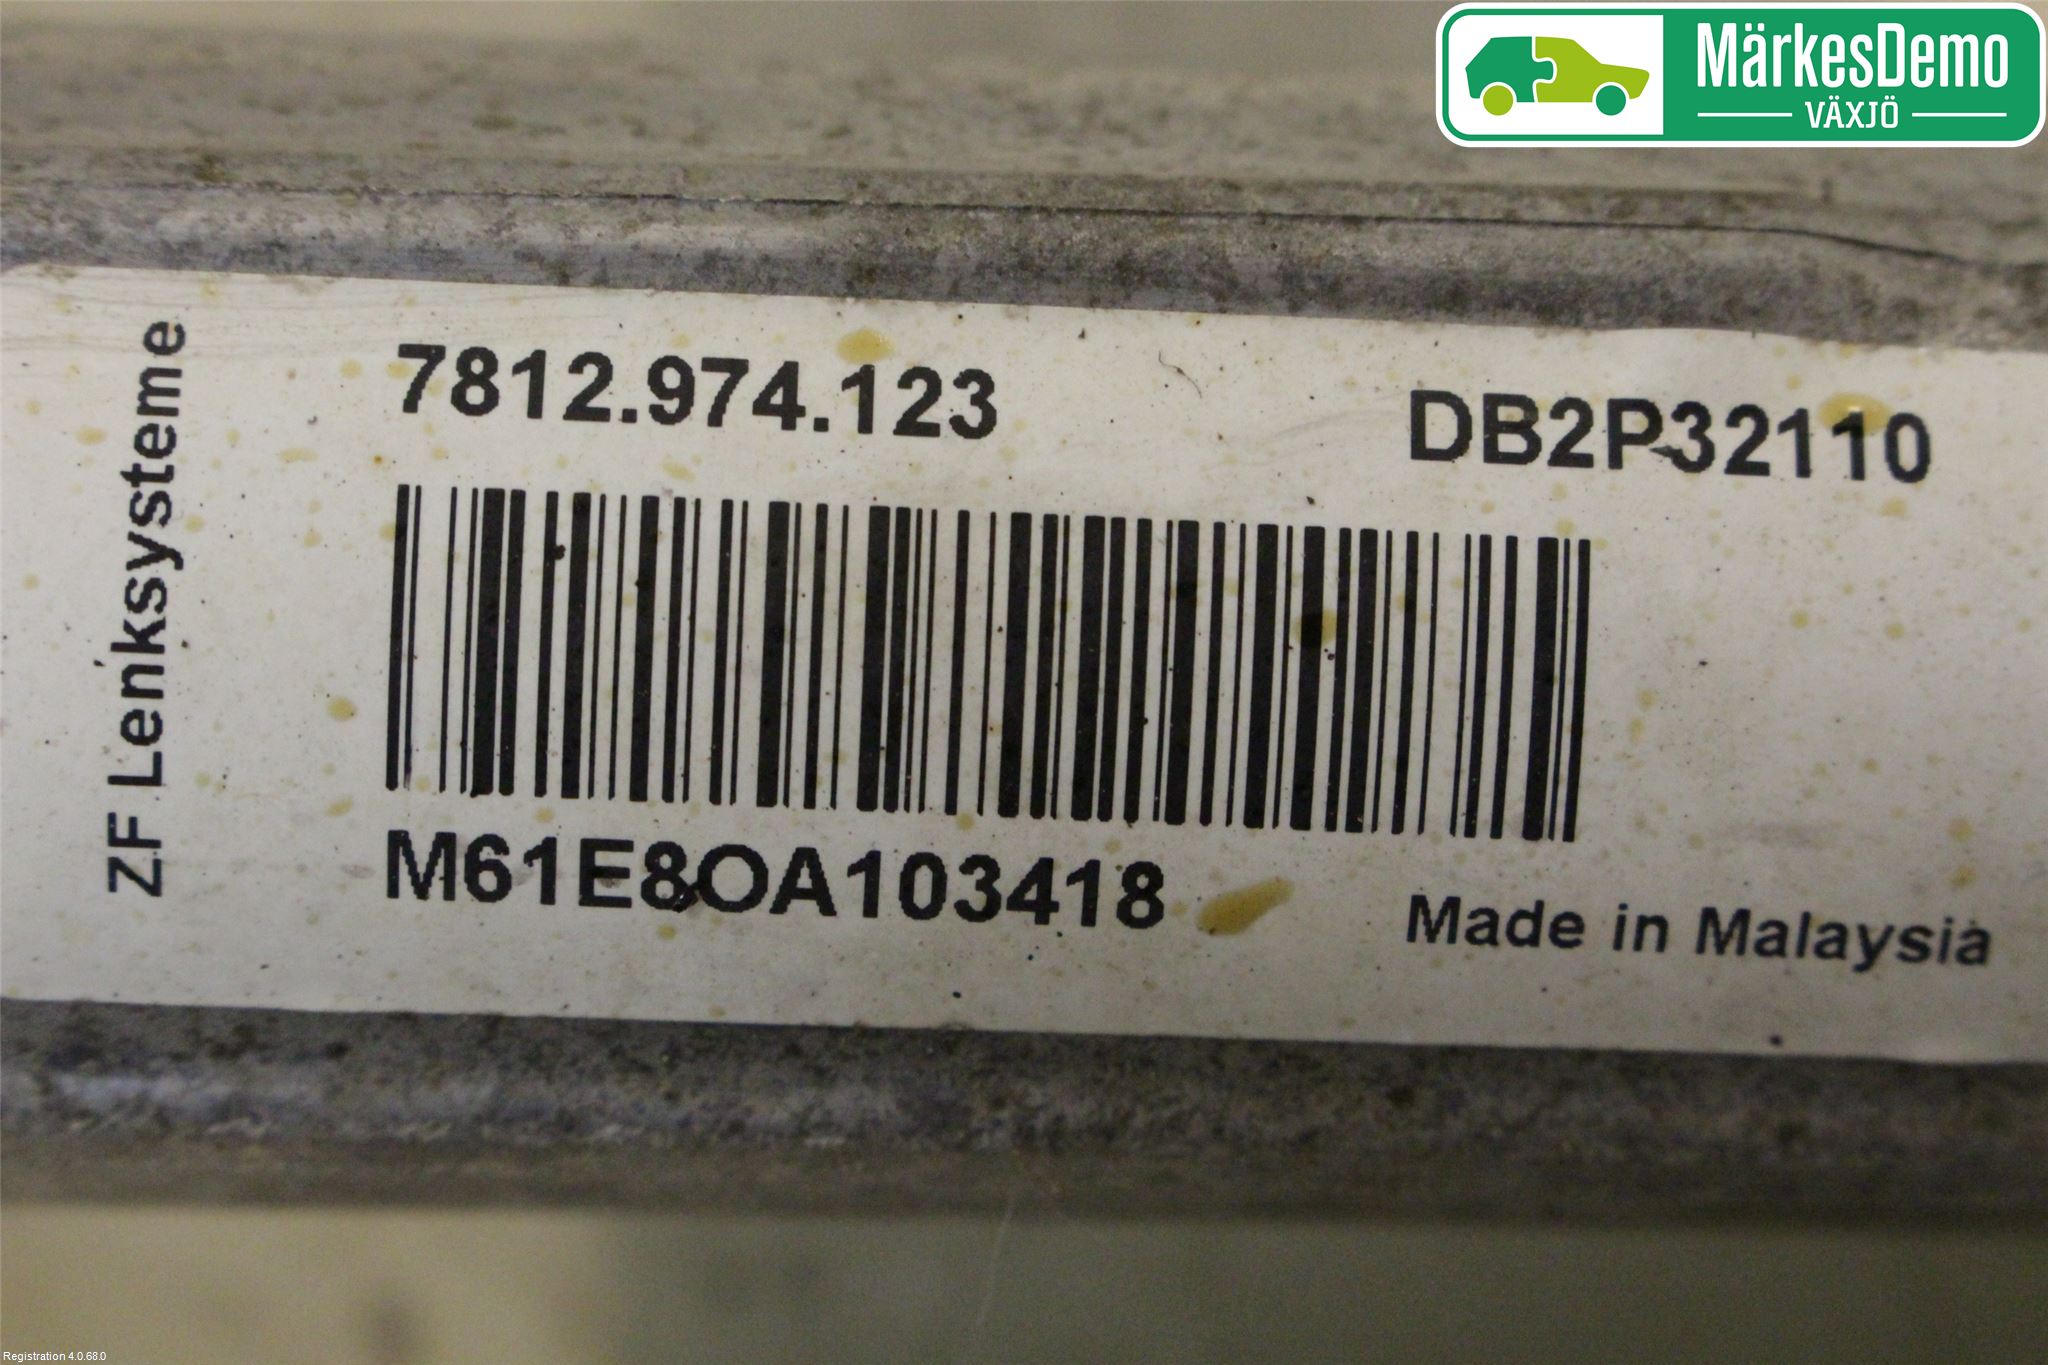 MärkesDemo
VÄXJÖ
ZF Lenksysteme
7812.974.123
DB2P32110
M61E8OA103418
Made in Malaysia
Registration 4.0.68.0